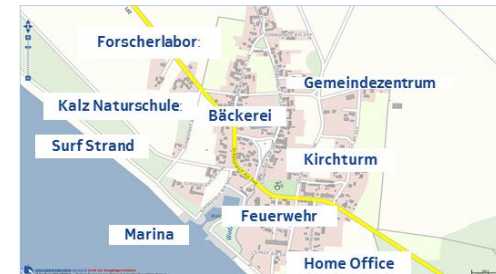 Forscherlabor:
Gemeindezentrum
Kalz Naturschule:
Bäckerei
Surf Strand
Kirchturm
Feuerwehr
Marina
Home Office